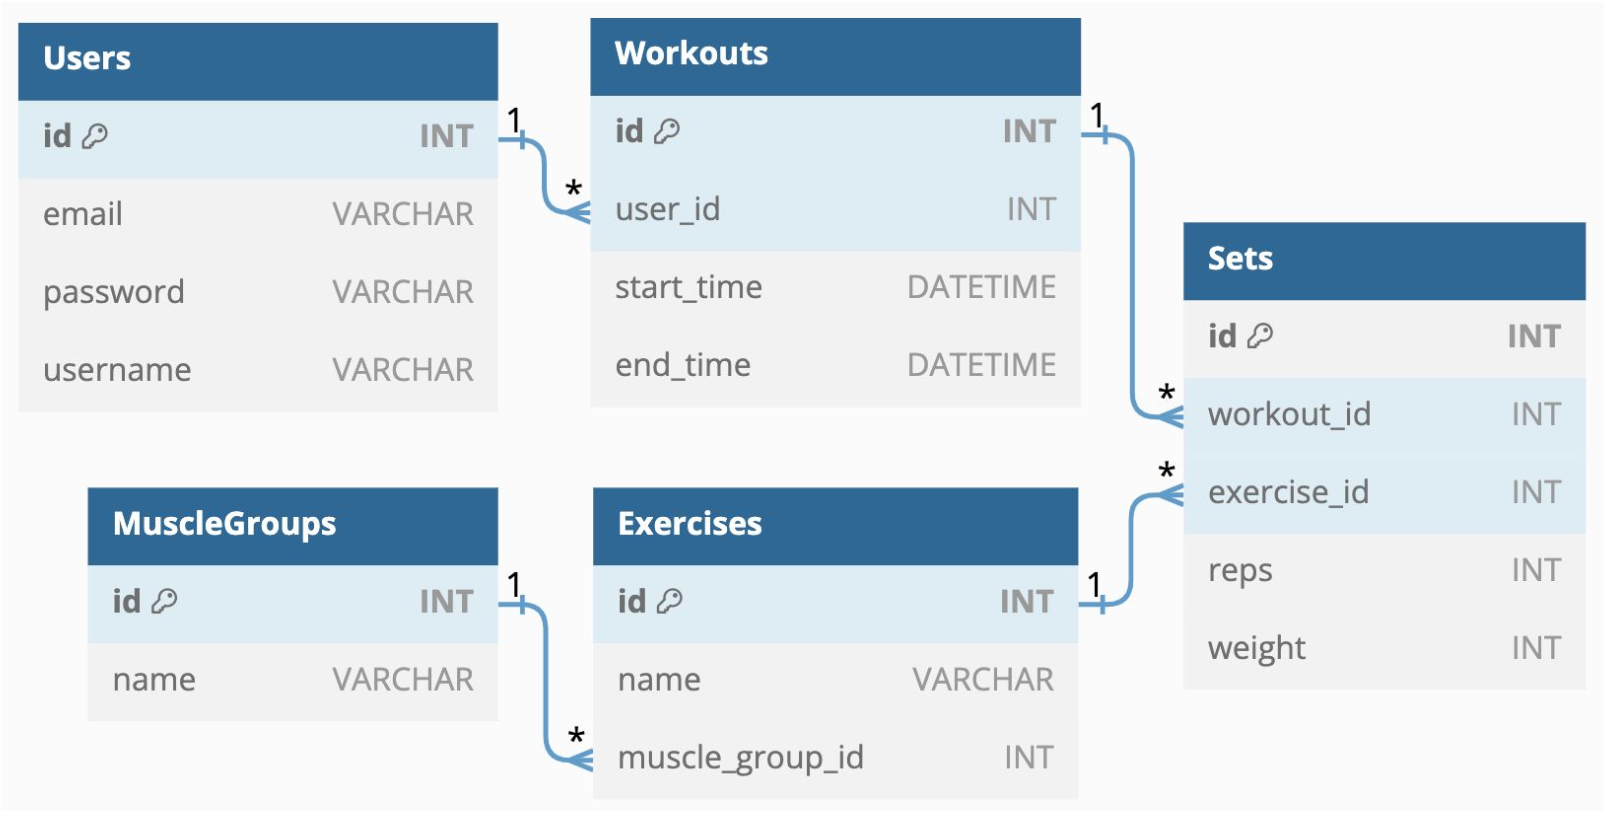 Users
id INT
email VARCHAR
password VARCHAR
username VARCHAR
1
*
Workouts
id INT
user_id INT
start_time DATETIME
end_time DATETIME
1
*
Sets
id INT
workout_id INT
exercise_id INT
reps INT
weight INT
MuscleGroups
id INT
name VARCHAR
1
*
Exercises
id INT
name VARCHAR
muscle_group_id INT
1
*